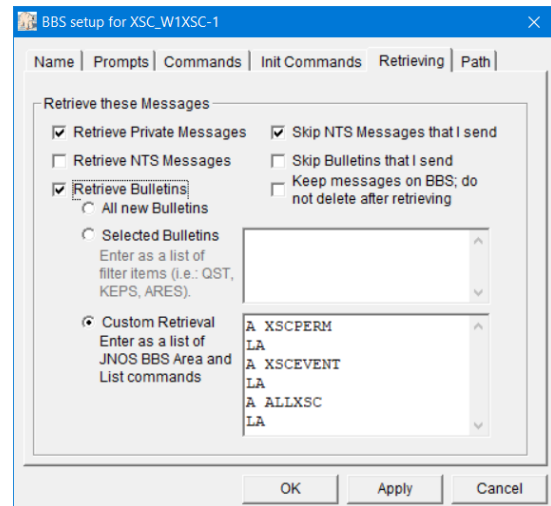 BBS setup for XSC_W1XSC-1
Name
Prompts
Commands
Init Commands
Retrieving
Path
Retrieve these Messages
Retrieve Private Messages
Skip NTS Messages that I send
Retrieve NTS Messages
Skip Bulletins that I send
Retrieve Bulletins
Keep messages on BBS; do
not delete after retrieving
All new Bulletins
Selected Bulletins
Enter as a list of
filter items (i.e.: QST,
KEPS, ARES).
Custom Retrieval
Enter as a list of
JNOS BBS Area and
List commands
A XSCPERM
LA
A XSCEVENT
LA
A ALLXSC
LA
OK
Apply
Cancel